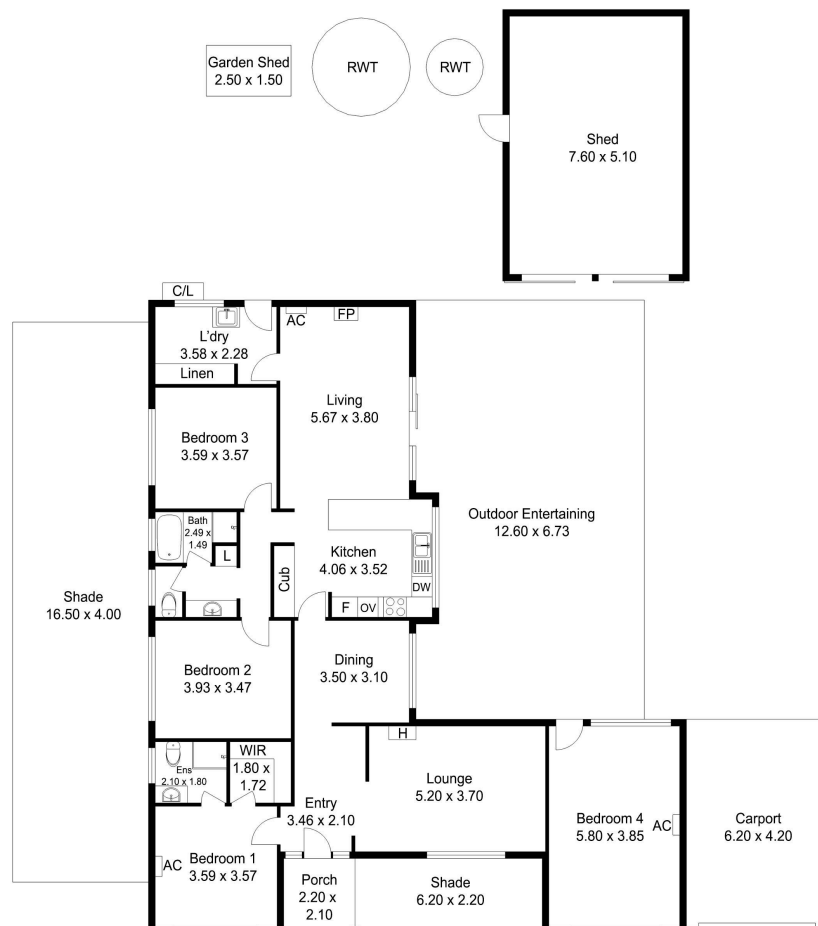 Garden Shed
2.50 x 1.50
RWT
RWT
Shed
7.60 x 5.10
C/L
AC
FP
L'dry
3.58 x 2.28
Linen
Living
5.67 x 3.80
Bedroom 3
3.59 x 3.57
Outdoor Entertaining
12.60 x 6.73
Bath
2.49 x
1.49
L
Kitchen
4.06 x 3.52
Cub
DW
F
OV
Shade
16.50 x 4.00
Dining
3.50 x 3.10
Bedroom 2
3.93 x 3.47
H
WIR
1.80 x
1.72
Ens
2.10 x 1.80
Lounge
5.20 x 3.70
Entry
3.46 x 2.10
Bedroom 4
5.80 x 3.85
AC
Carport
6.20 x 4.20
AC
Bedroom 1
3.59 x 3.57
Porch
2.20 x
2.10
Shade
6.20 x 2.20